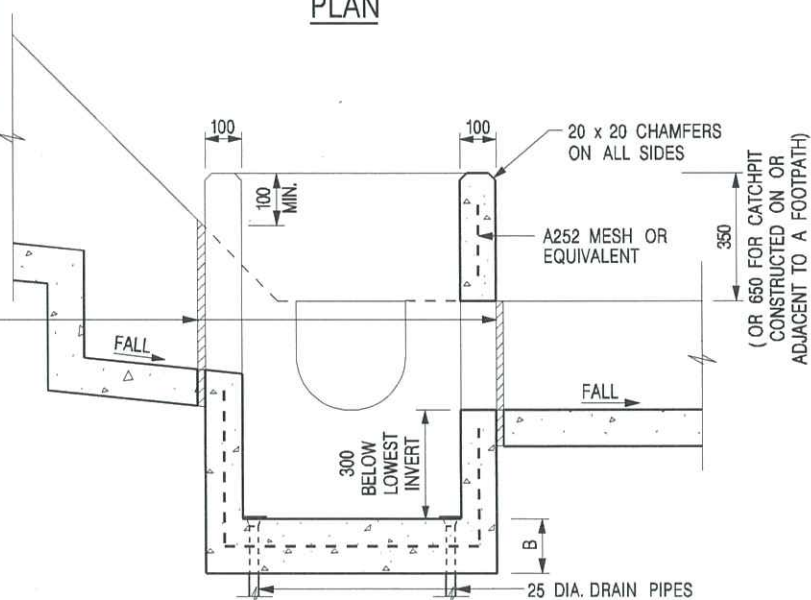 PLAN
100
100
20 x 20 CHAMFERS
ON ALL SIDES
100
MIN.
A252 MESH OR
EQUIVALENT
350
( OR 650 FOR CATCHPIT
CONSTRUCTED ON OR
ADJACENT TO A FOOTPATH)
FALL
FALL
300
BELOW
LOWEST
INVERT
B
25 DIA. DRAIN PIPES